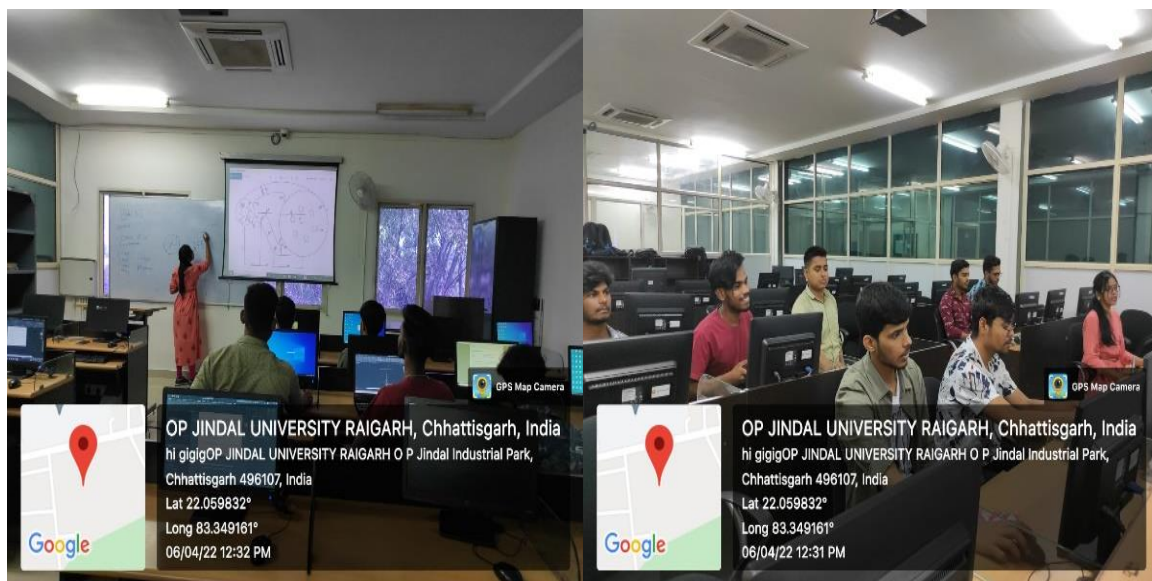 GPS Map Camera
OP JINDAL UNIVERSITY RAIGARH, Chhattisgarh, India
hi gigigOP JINDAL UNIVERSITY RAIGARH O P Jindal Industrial Park,
Chhattisgarh 496107, India
Lat 22.059832°
Long 83.349161°
06/04/22 12:32 PM
Google
GPS Map Camera
OP JINDAL UNIVERSITY RAIGARH, Chhattisgarh, India
hi gigigOP JINDAL UNIVERSITY RAIGARH O P Jindal Industrial Park,
Chhattisgarh 496107, India
Lat 22.059832°
Long 83.349161°
06/04/22 12:31 PM
Google